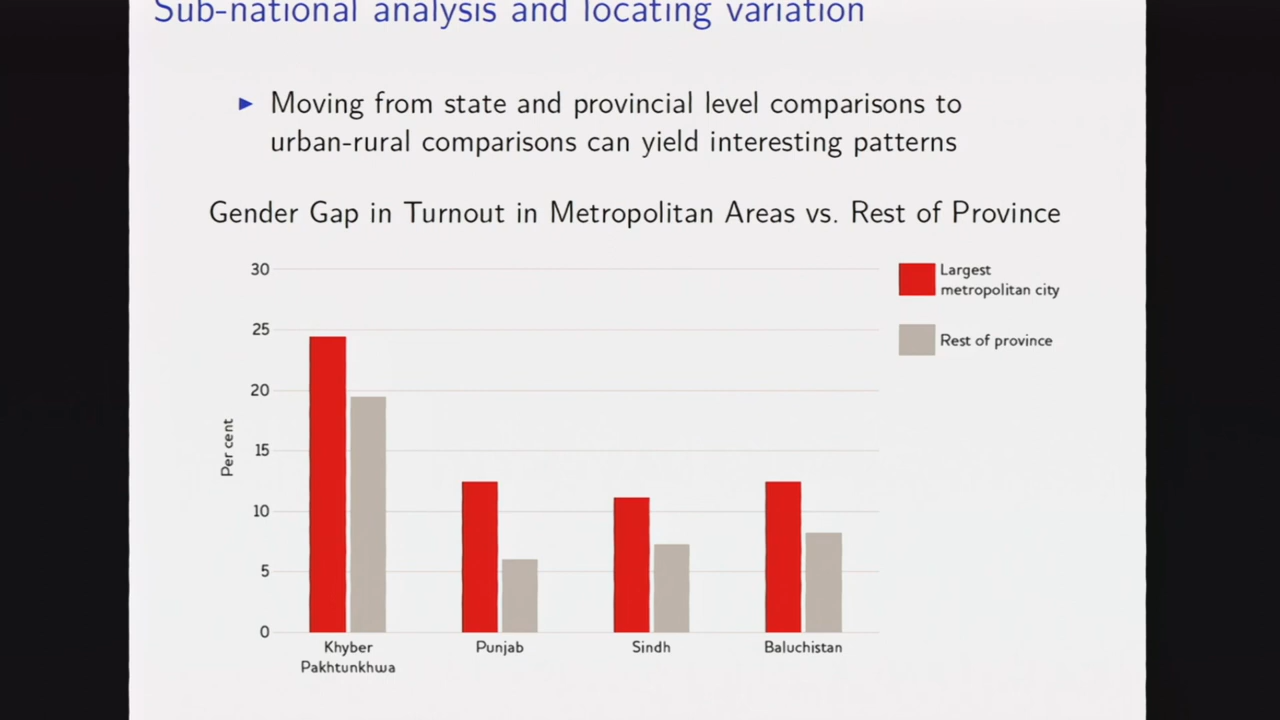 Sub-national analysis and locating variation
▶ Moving from state and provincial level comparisons to
urban-rural comparisons can yield interesting patterns
Gender Gap in Turnout in Metropolitan Areas vs. Rest of Province
30
25
20
15
10
5
0
Per cent
Largest
metropolitan city
Rest of province
Khyber
Pakhtunkhwa
Punjab
Sindh
Baluchistan